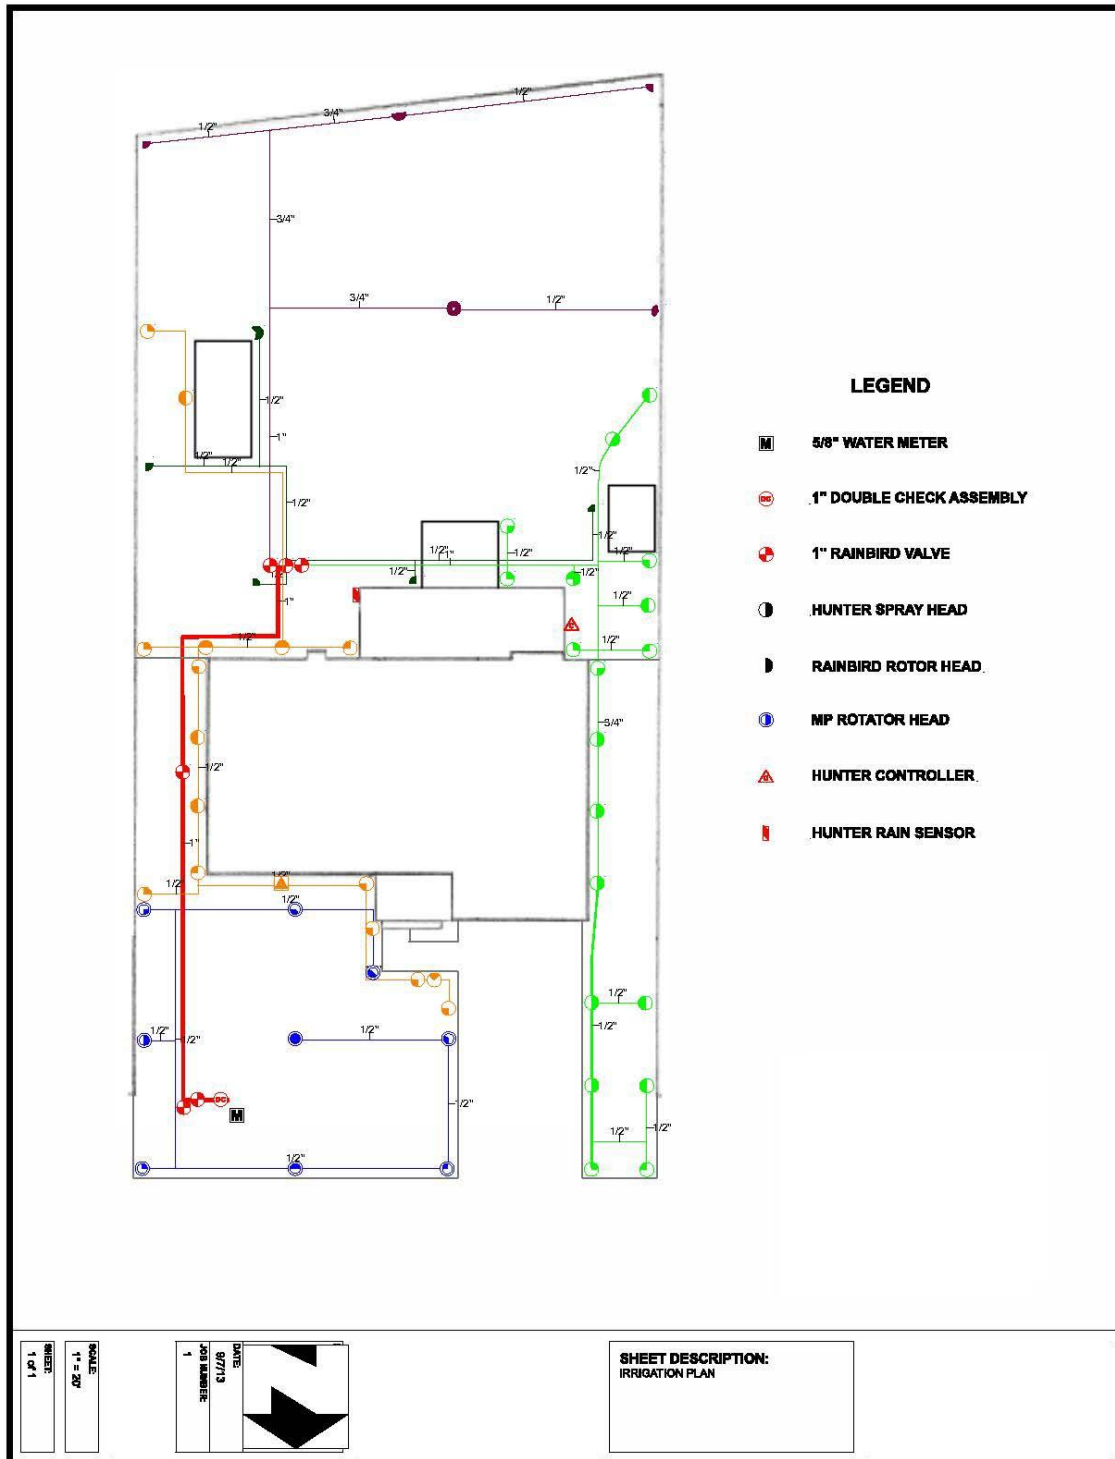 1/2"
3/4"
1/2"
3/4"
3/4"
1/2"
1/2"
1"
1/2"
1/2"
1/2"
1/2"
1/2"
1"
1/2"
1/2"
1/2"
1/2"
1/2"
1/2"
1"
1/2"
1/2"
1/2"
3/4"
1/2"
1"
1/2"
1/2"
1/2"
1/2"
1/2"
1/2"
1/2"
1/2"
1/2"
1/2"
1/2"
1/2"
DC
M
LEGEND
M 5/8" WATER METER
DC 1" DOUBLE CHECK ASSEMBLY
1" RAINBIRD VALVE
HUNTER SPRAY HEAD
RAINBIRD ROTOR HEAD
MP ROTATOR HEAD
HUNTER CONTROLLER
HUNTER RAIN SENSOR
SHEET:
1 of 1
SCALE:
1" = 20'
JOB NUMBER:
1
DATE:
9/7/13
SHEET DESCRIPTION:
IRRIGATION PLAN